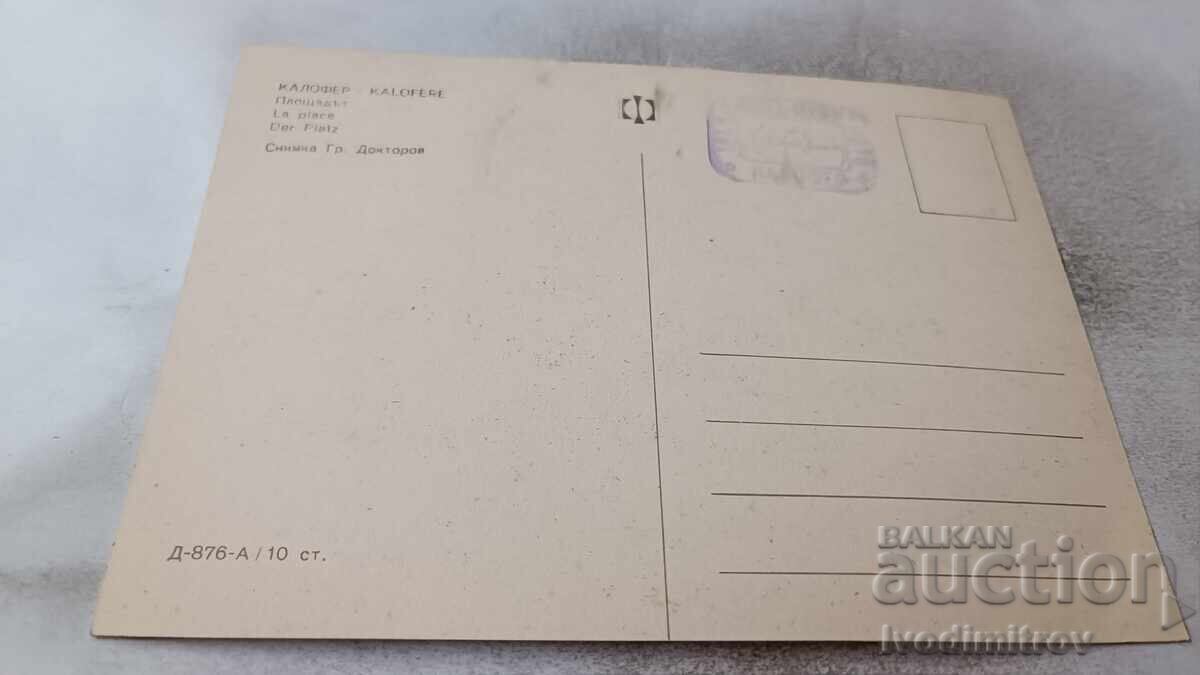 КАЛОФЕР - KALOFERE
Площадът
La place
Der Platz
Снимка Гр. Докторов
Д-876-А / 10 ст.
BALKAN
auction
Ivodimitrov